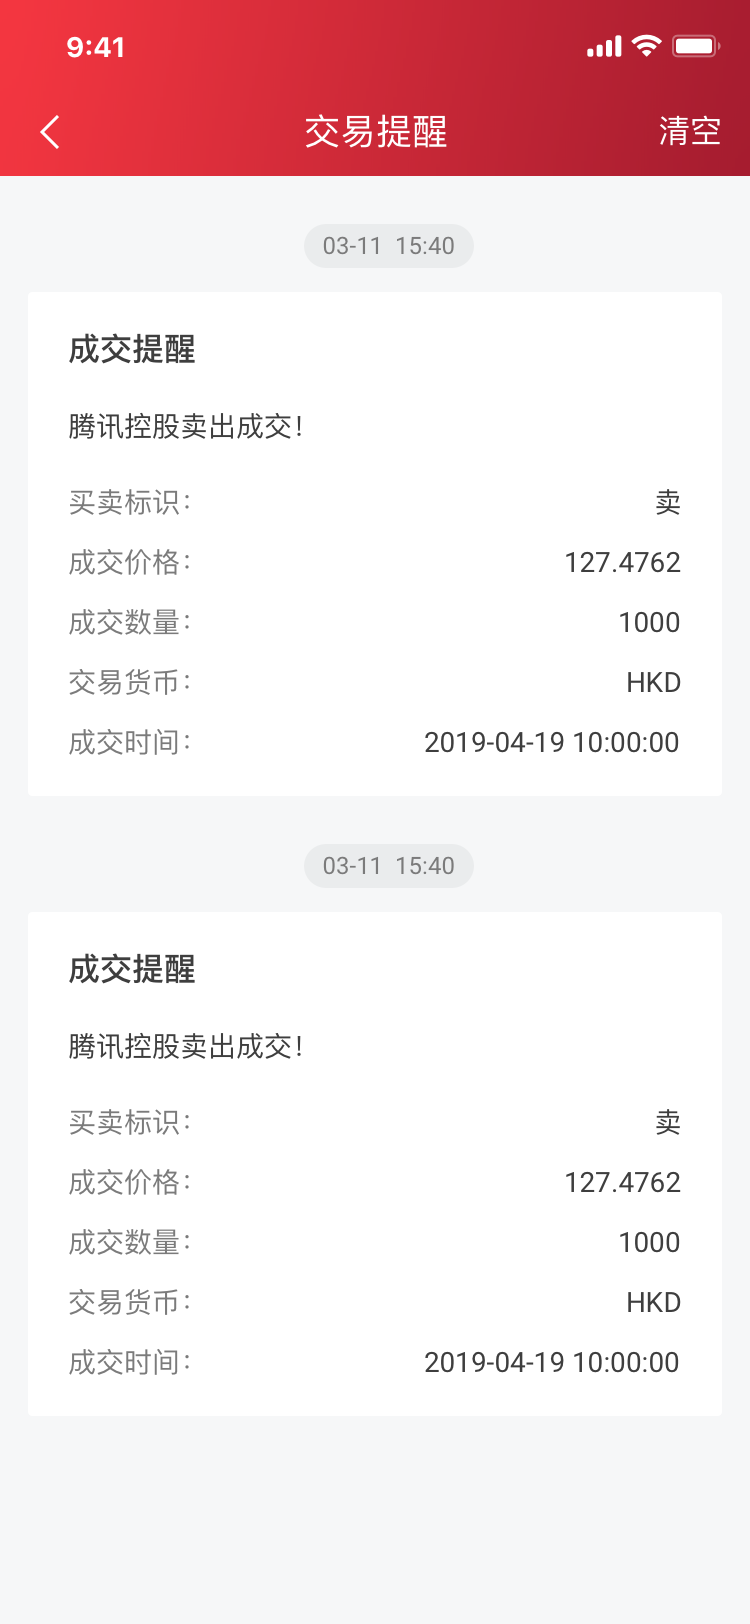 9:41
交易提醒
清空
03-11 15:40
成交提醒
腾讯控股卖出成交！
买卖标识： 卖
成交价格： 127.4762
成交数量： 1000
交易货币： HKD
成交时间： 2019-04-19 10:00:00
03-11 15:40
成交提醒
腾讯控股卖出成交！
买卖标识： 卖
成交价格： 127.4762
成交数量： 1000
交易货币： HKD
成交时间： 2019-04-19 10:00:00